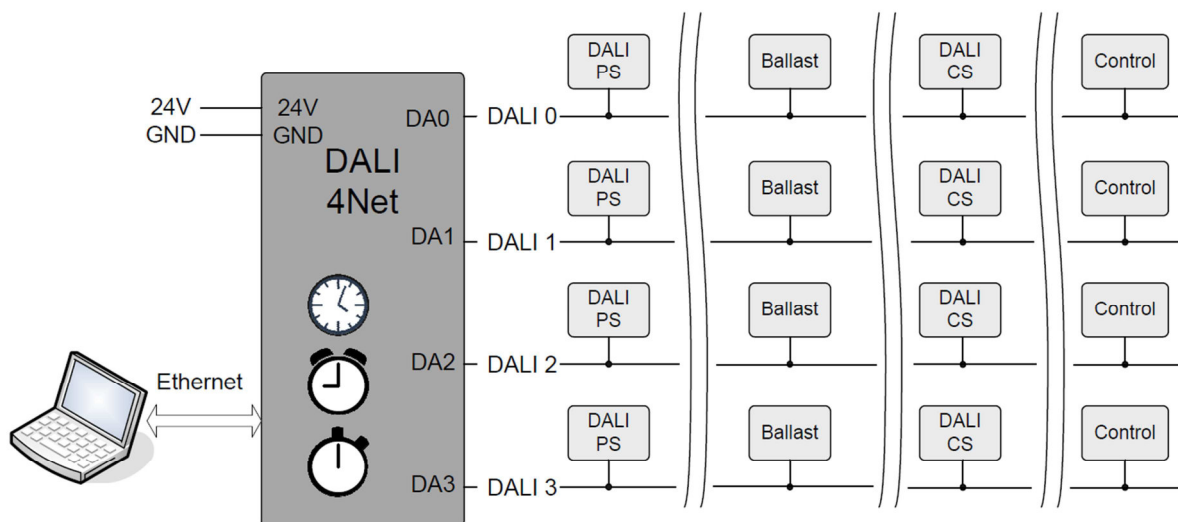 DALI
PS
Ballast
DALI
CS
Control
24V
24V
DA0
DALI 0
GND
GND
DALI
4Net
DALI
PS
Ballast
DALI
CS
Control
DA1
DALI 1
DALI
PS
Ballast
DALI
CS
Control
DA2
DALI 2
Ethernet
DALI
PS
Ballast
DALI
CS
Control
DA3
DALI 3